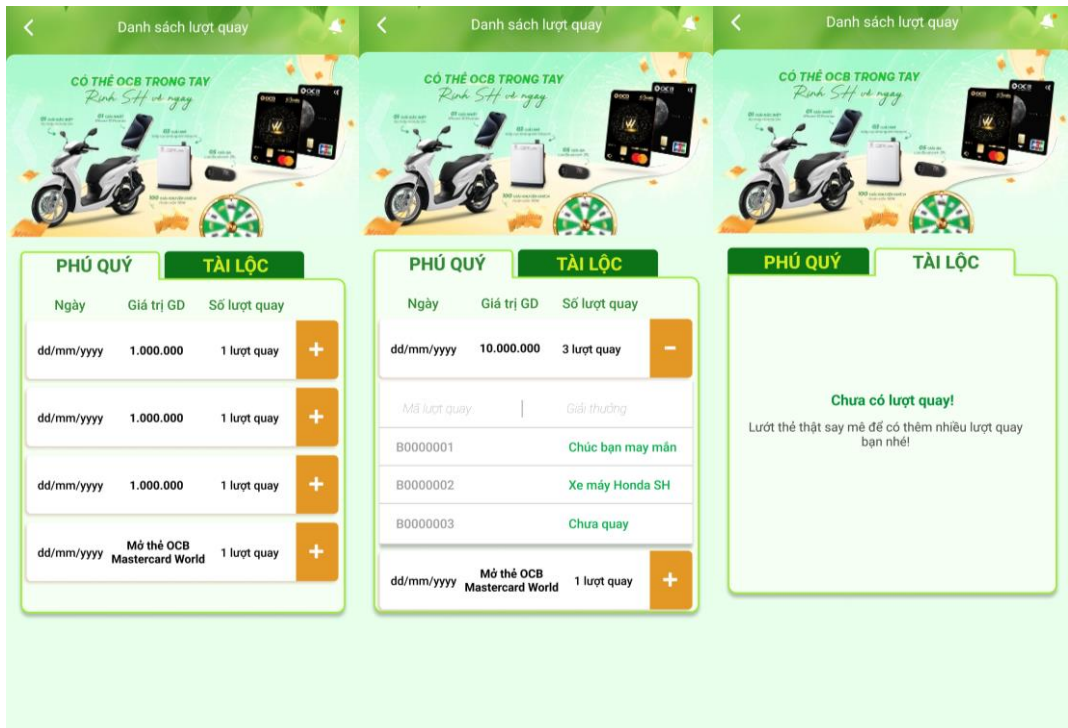 Danh sách lượt quay
CÓ THẺ OCB TRONG TAY
Rinh SH về ngay
OCB
OCB
PHÚ QUÝ
TÀI LỘC
Ngày Giá trị GD Số lượt quay
dd/mm/yyyy 1.000.000 1 lượt quay +
dd/mm/yyyy 1.000.000 1 lượt quay +
dd/mm/yyyy 1.000.000 1 lượt quay +
dd/mm/yyyy Mở thẻ OCB
Mastercard World 1 lượt quay +
Danh sách lượt quay
CÓ THẺ OCB TRONG TAY
Rinh SH về ngay
OCB
OCB
PHÚ QUÝ
TÀI LỘC
Ngày Giá trị GD Số lượt quay
dd/mm/yyyy 10.000.000 3 lượt quay −
Mã lượt quay | Giải thưởng
B0000001 Chúc bạn may mắn
B0000002 Xe máy Honda SH
B0000003 Chưa quay
dd/mm/yyyy Mở thẻ OCB
Mastercard World 1 lượt quay +
Danh sách lượt quay
CÓ THẺ OCB TRONG TAY
Rinh SH về ngay
OCB
OCB
PHÚ QUÝ
TÀI LỘC
Chưa có lượt quay!
Lướt thẻ thật say mê để có thêm nhiều lượt quay
bạn nhé!